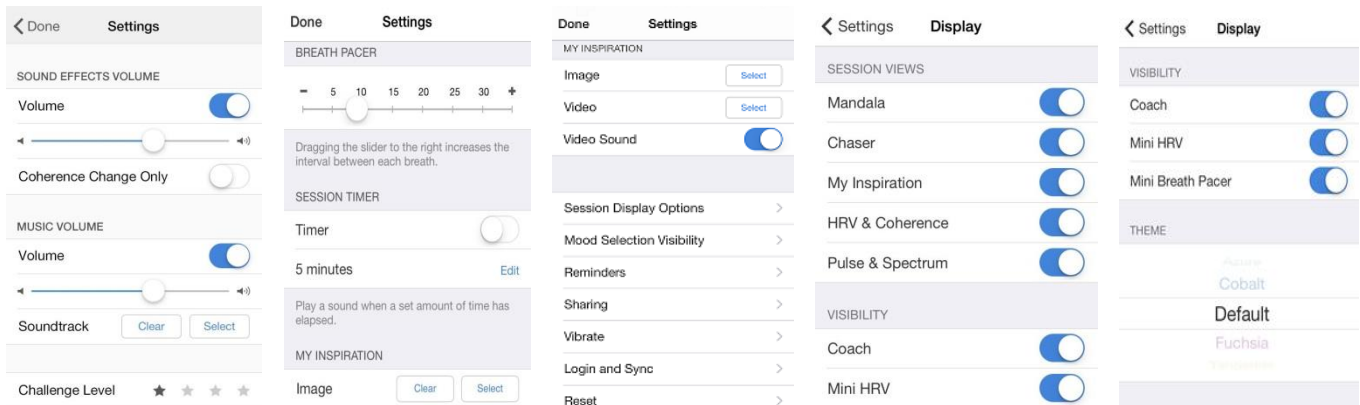 Done Settings
SOUND EFFECTS VOLUME
Volume
Coherence Change Only
MUSIC VOLUME
Volume
Soundtrack Clear Select
Challenge Level
Done Settings
BREATH PACER
- 5 10 15 20 25 30 +
Dragging the slider to the right increases the
interval between each breath.
SESSION TIMER
Timer
5 minutes Edit
Play a sound when a set amount of time has
elapsed.
MY INSPIRATION
Image Clear Select
Done Settings
MY INSPIRATION
Image Select
Video Select
Video Sound
Session Display Options
Mood Selection Visibility
Reminders
Sharing
Vibrate
Login and Sync
Reset
Settings Display
SESSION VIEWS
Mandala
Chaser
My Inspiration
HRV & Coherence
Pulse & Spectrum
VISIBILITY
Coach
Mini HRV
Settings Display
VISIBILITY
Coach
Mini HRV
Mini Breath Pacer
THEME
Cobalt
Default
Fuchsia